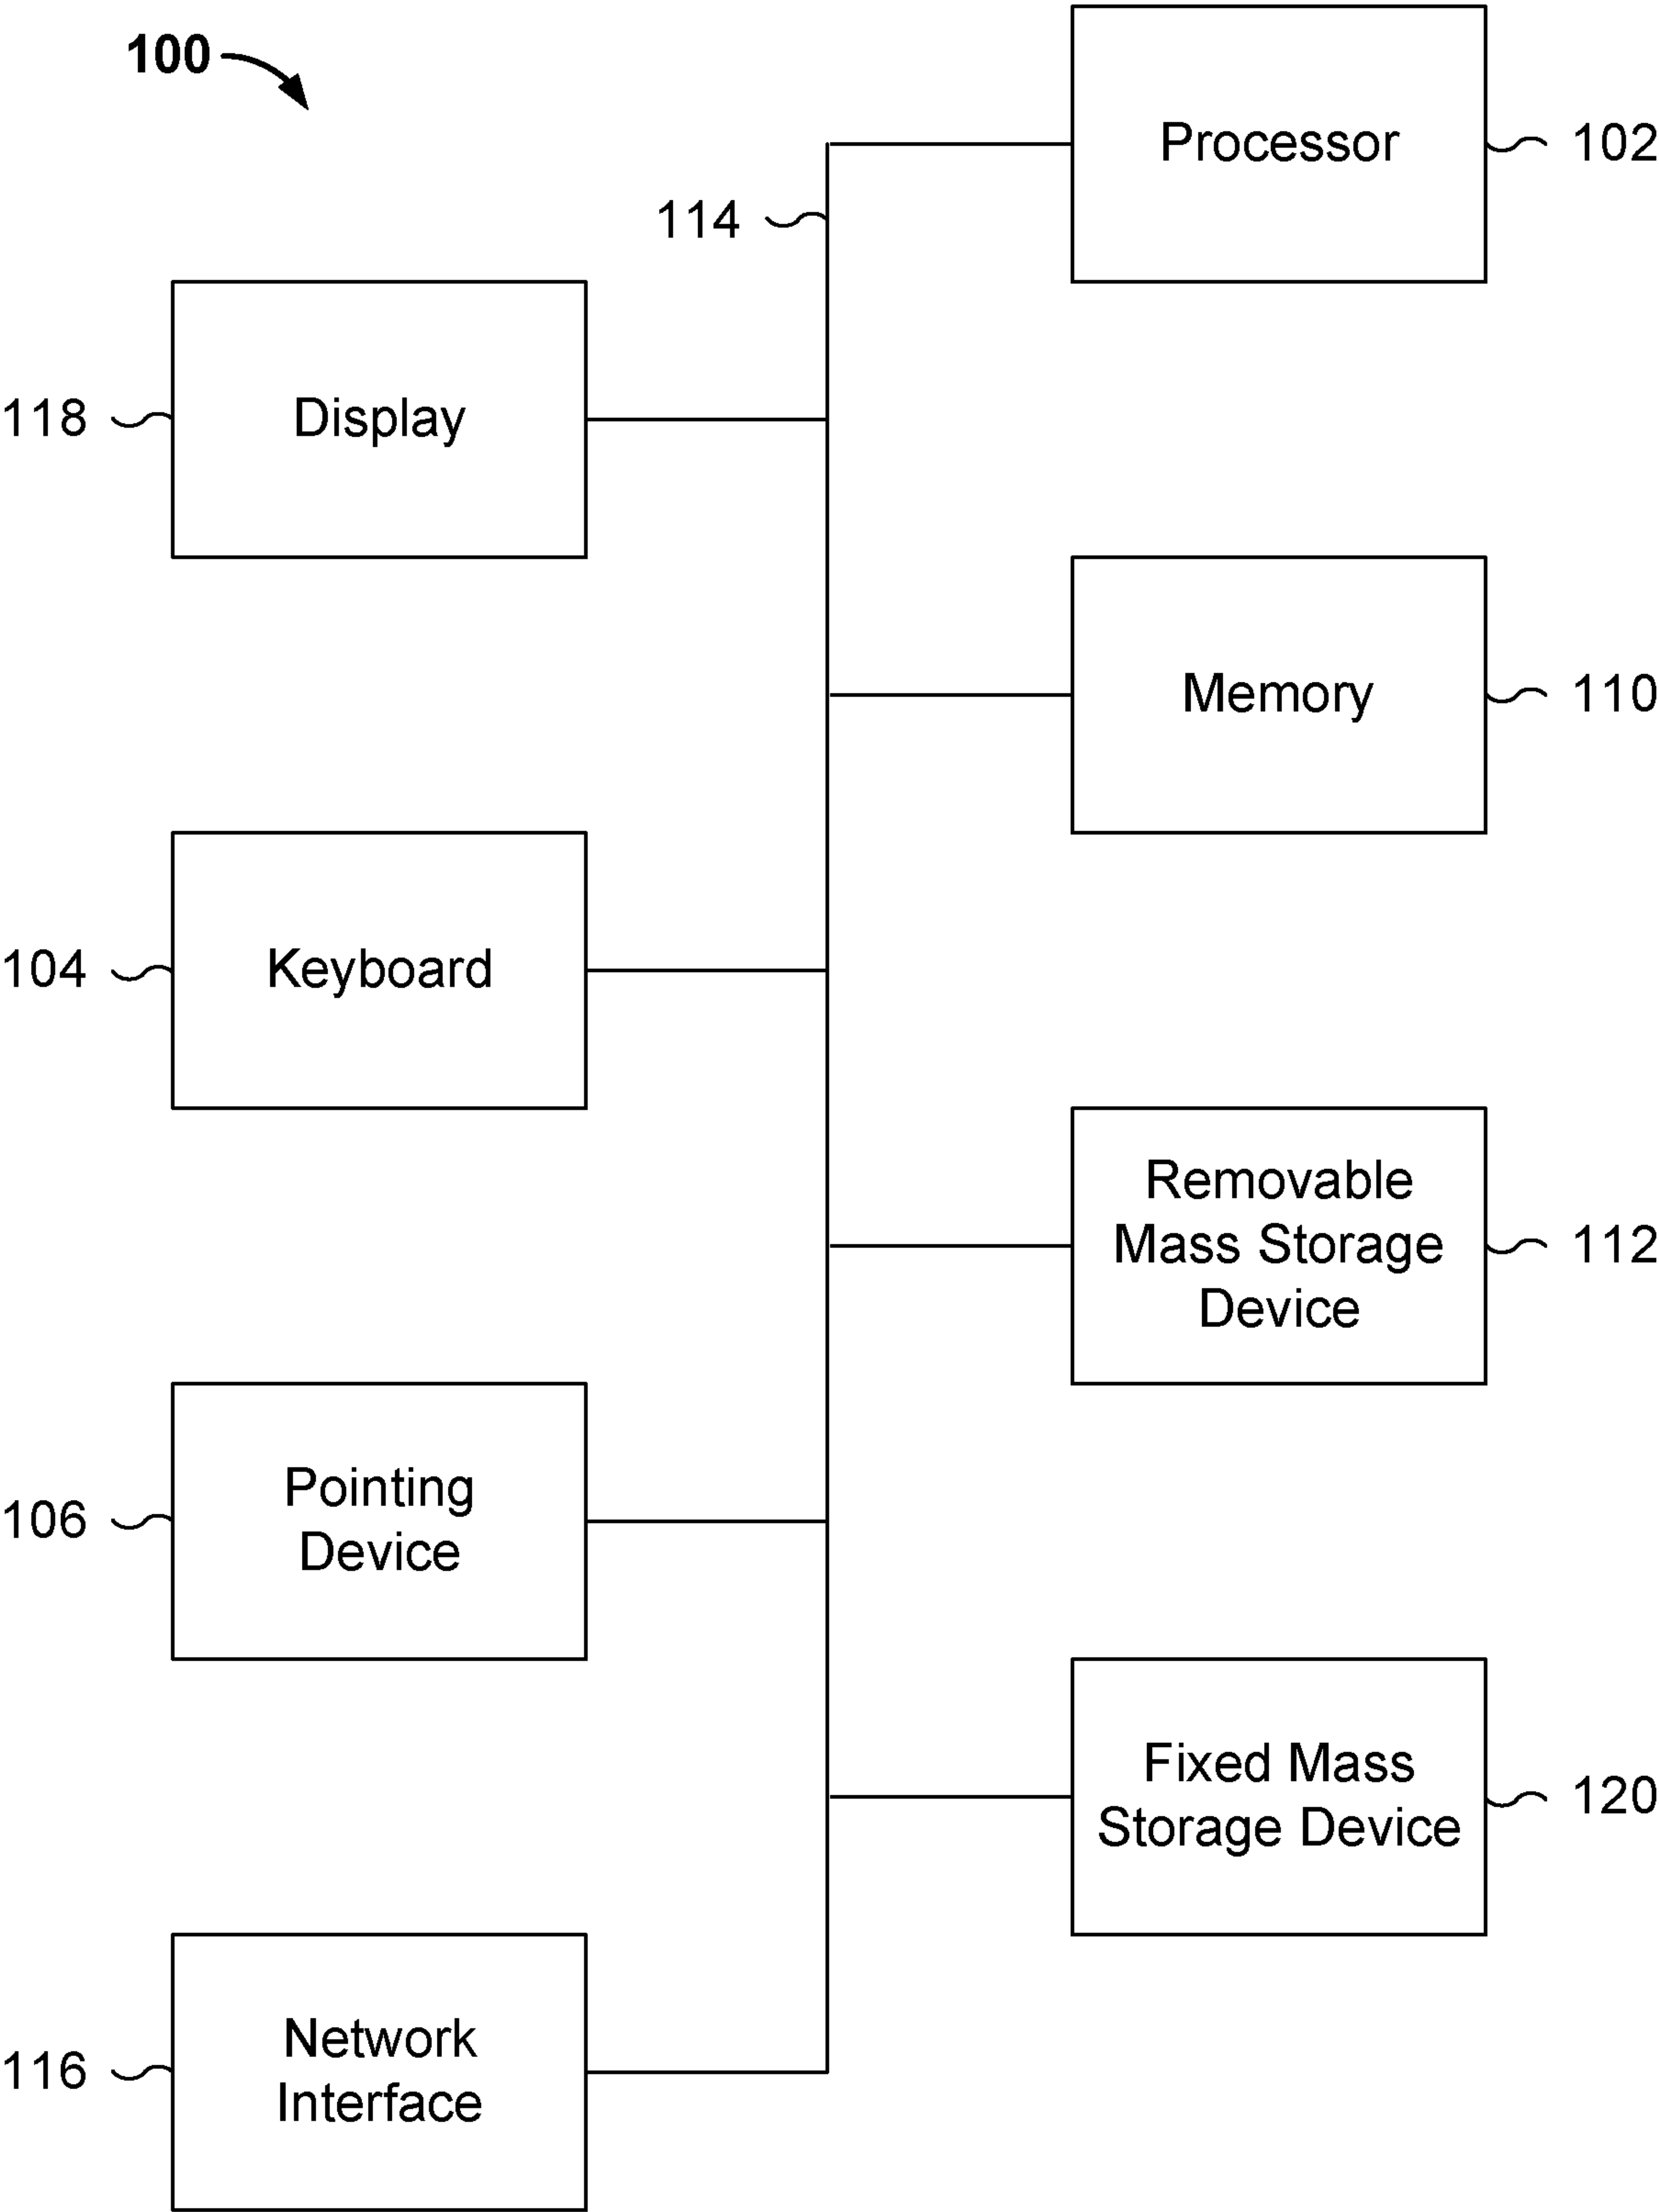 100
Processor
102
114
118
Display
Memory
110
104
Keyboard
Removable
Mass Storage
Device
112
106
Pointing
Device
Fixed Mass
Storage Device
120
116
Network
Interface